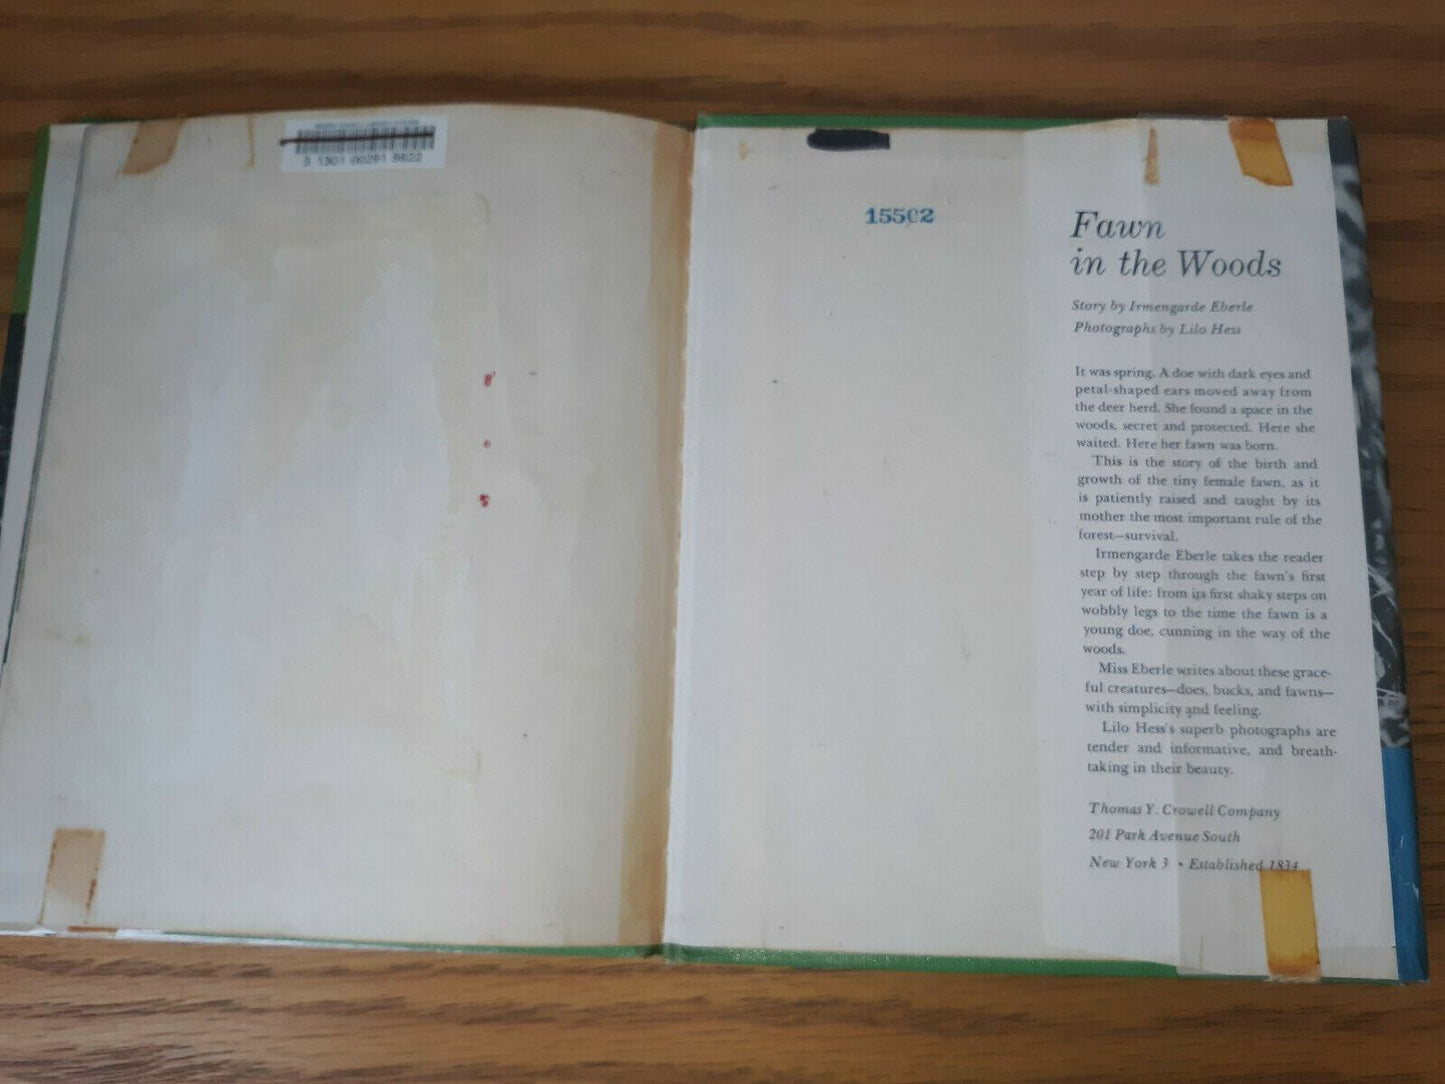 3 1301 00291 8622
15502
Fawn
in the Woods
Story by Irmengarde Eberle
Photographs by Lilo Hess
It was spring. A doe with dark eyes and
petal-shaped ears moved away from
the deer herd. She found a space in the
woods, secret and protected. Here she
waited. Here her fawn was born.
This is the story of the birth and
growth of the tiny female fawn, as it
is patiently raised and taught by its
mother the most important rule of the
forest—survival.
Irmengarde Eberle takes the reader
step by step through the fawn's first
year of life: from its first shaky steps on
wobbly legs to the time the fawn is a
young doe, cunning in the way of the
woods.
Miss Eberle writes about these grace-
ful creatures—does, bucks, and fawns—
with simplicity and feeling.
Lilo Hess's superb photographs are
tender and informative, and breath-
taking in their beauty.
Thomas Y. Crowell Company
201 Park Avenue South
New York 3 • Established 1834